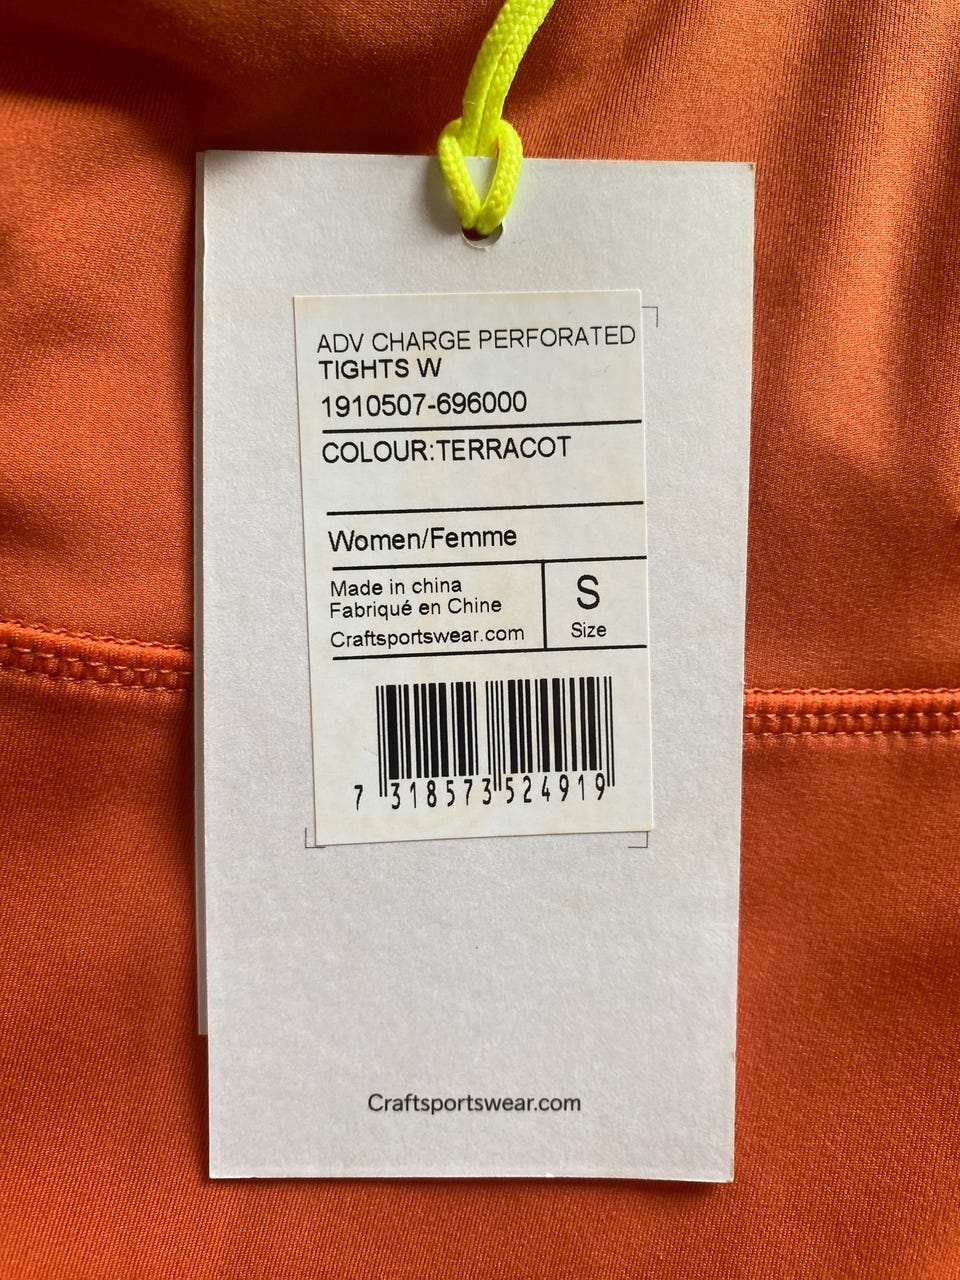 ADV CHARGE PERFORATED
TIGHTS W
1910507-696000
COLOUR:TERRACOT
Women/Femme
Made in china
Fabriqué en Chine
Craftsportswear.com
S
Size
7 318573 524919
Craftsportswear.com